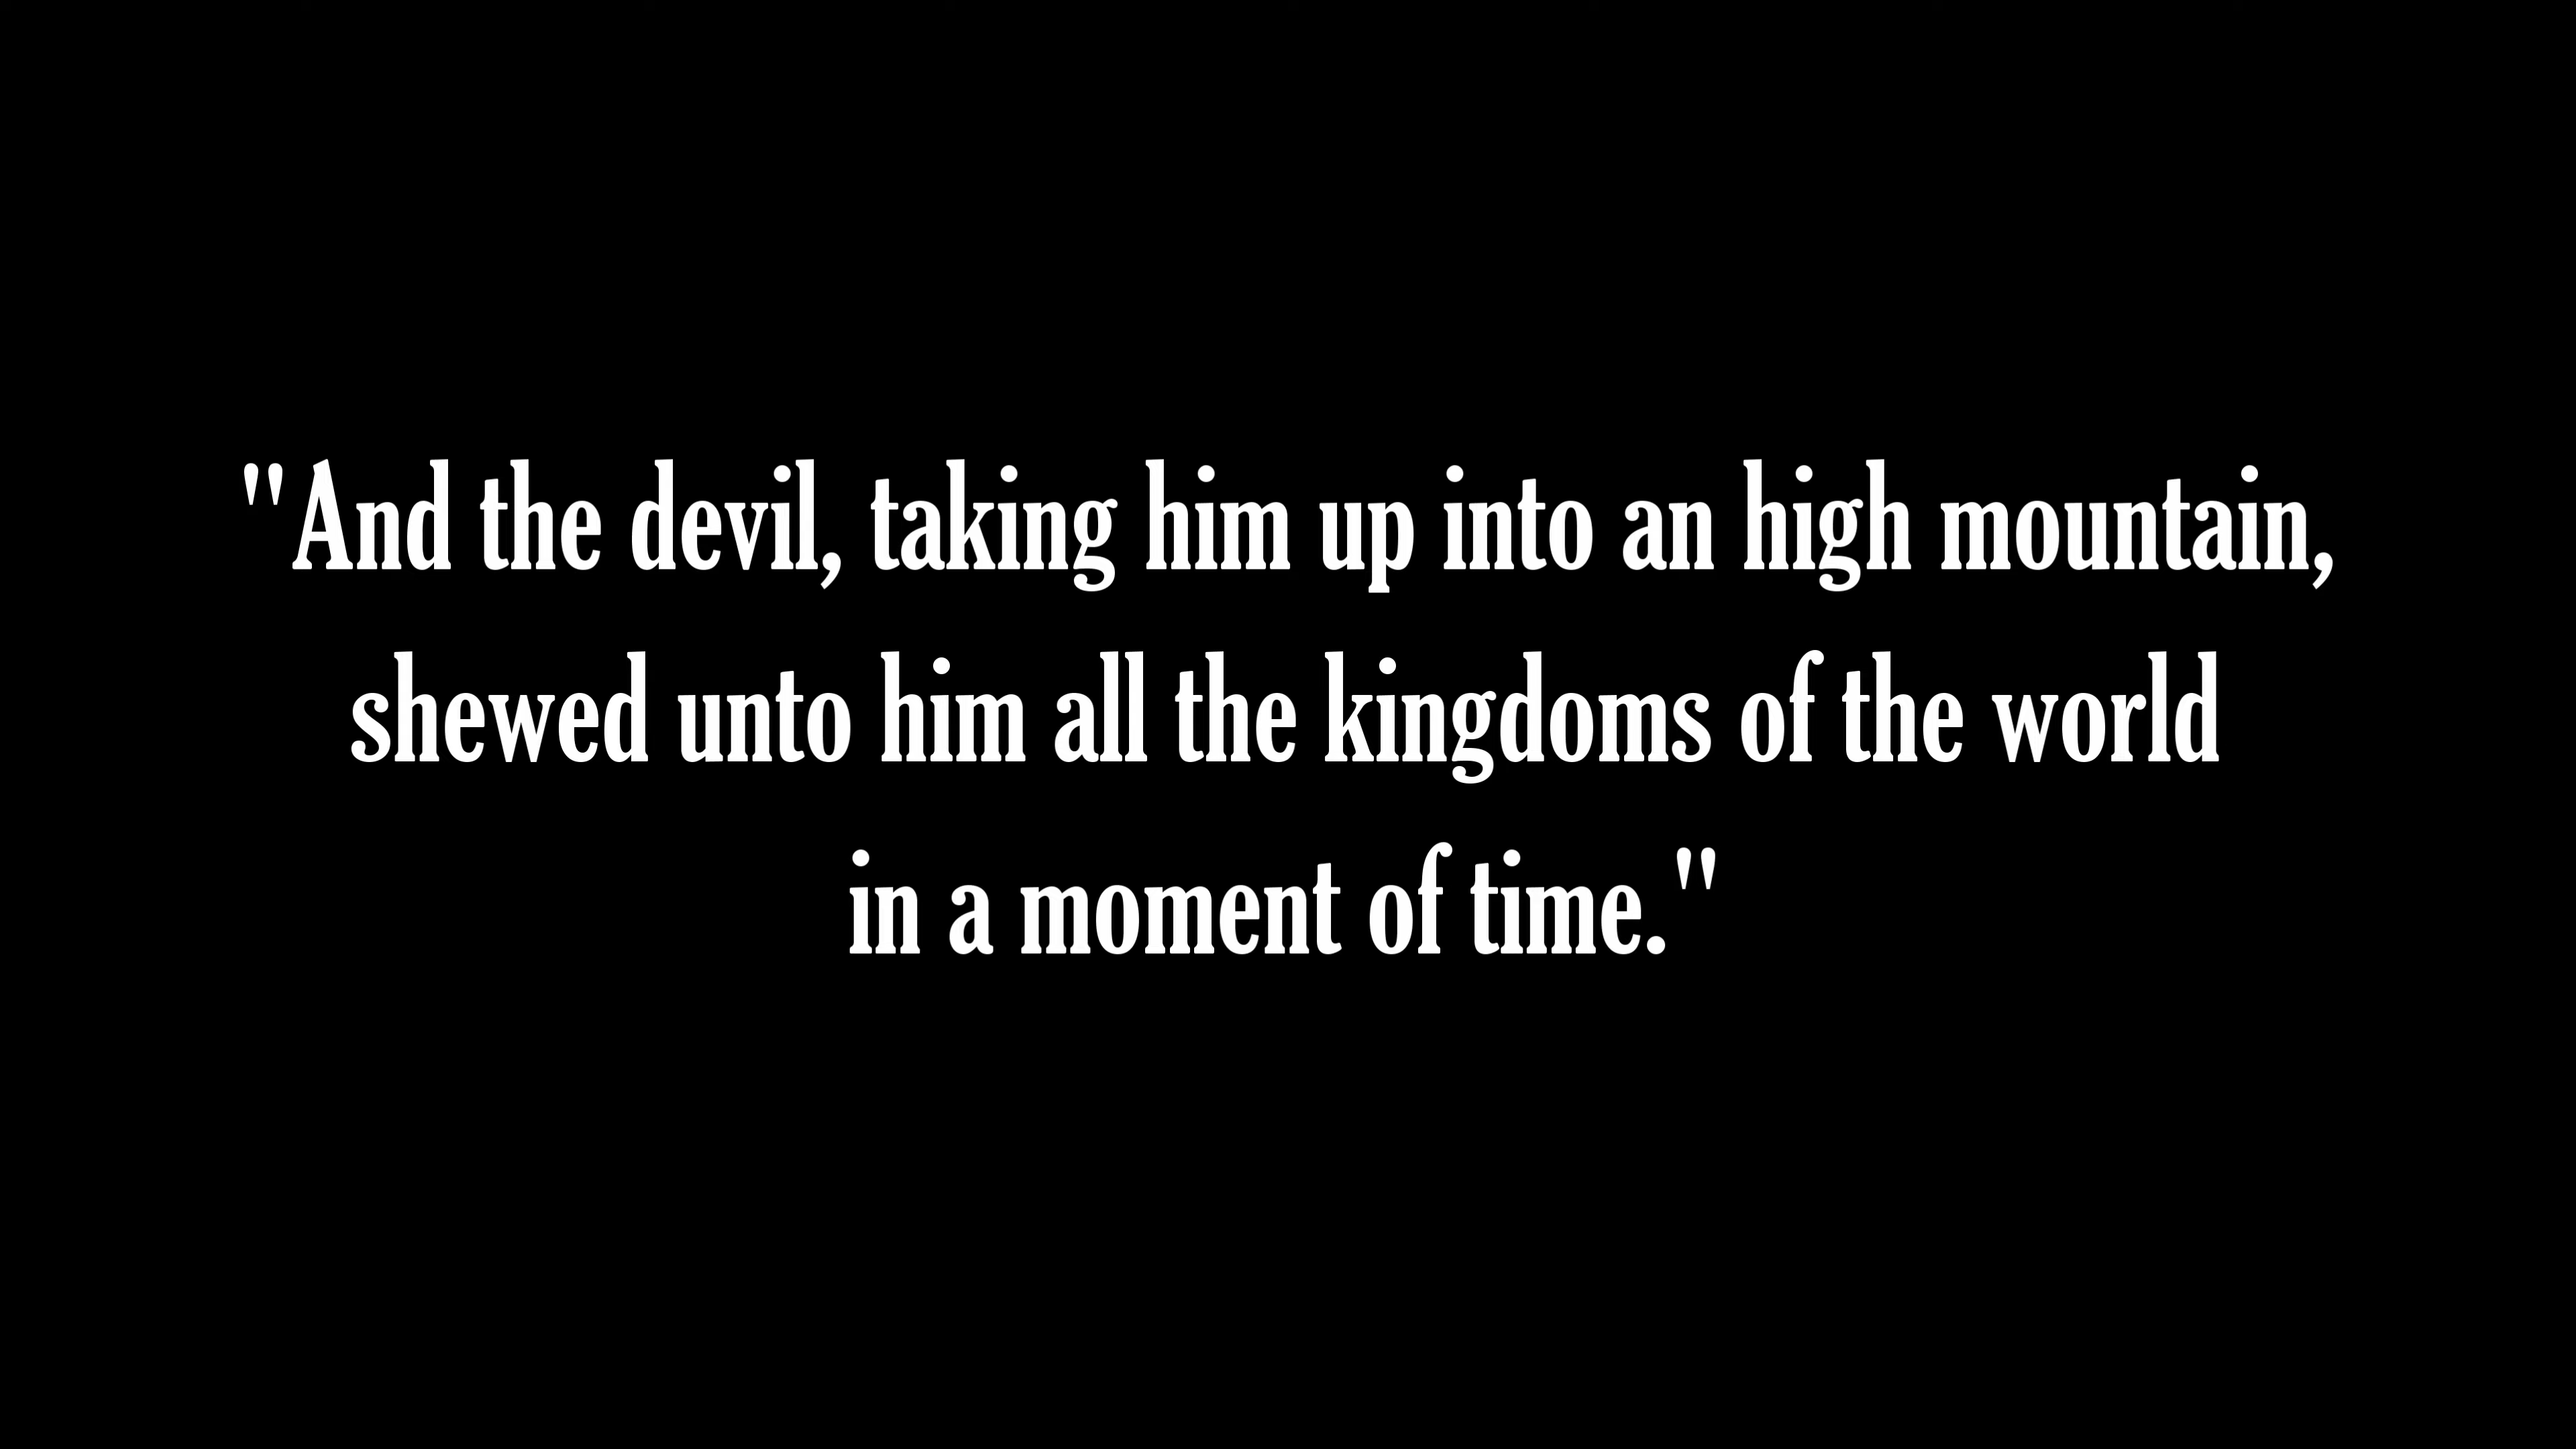 "And the devil, taking him up into an high mountain,
shewed unto him all the kingdoms of the world
in a moment of time."